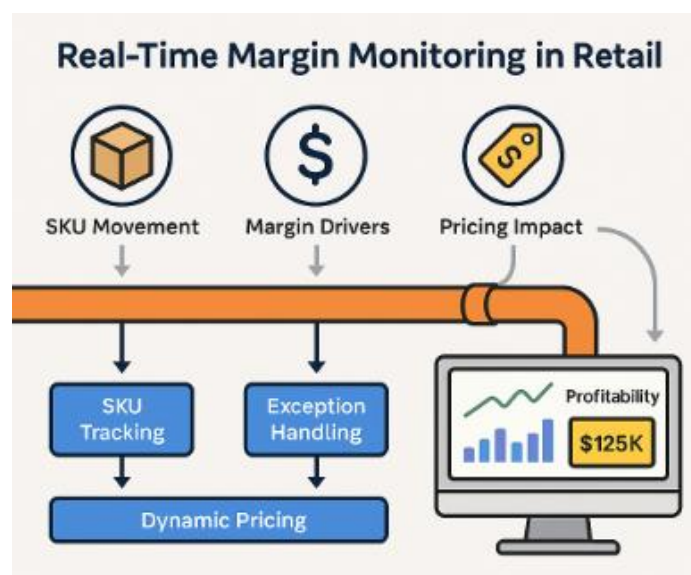 Real-Time Margin Monitoring in Retail
$
S
SKU Movement
Margin Drivers
Pricing Impact
SKU
Tracking
Exception
Handling
Dynamic Pricing
Profitability
$125K